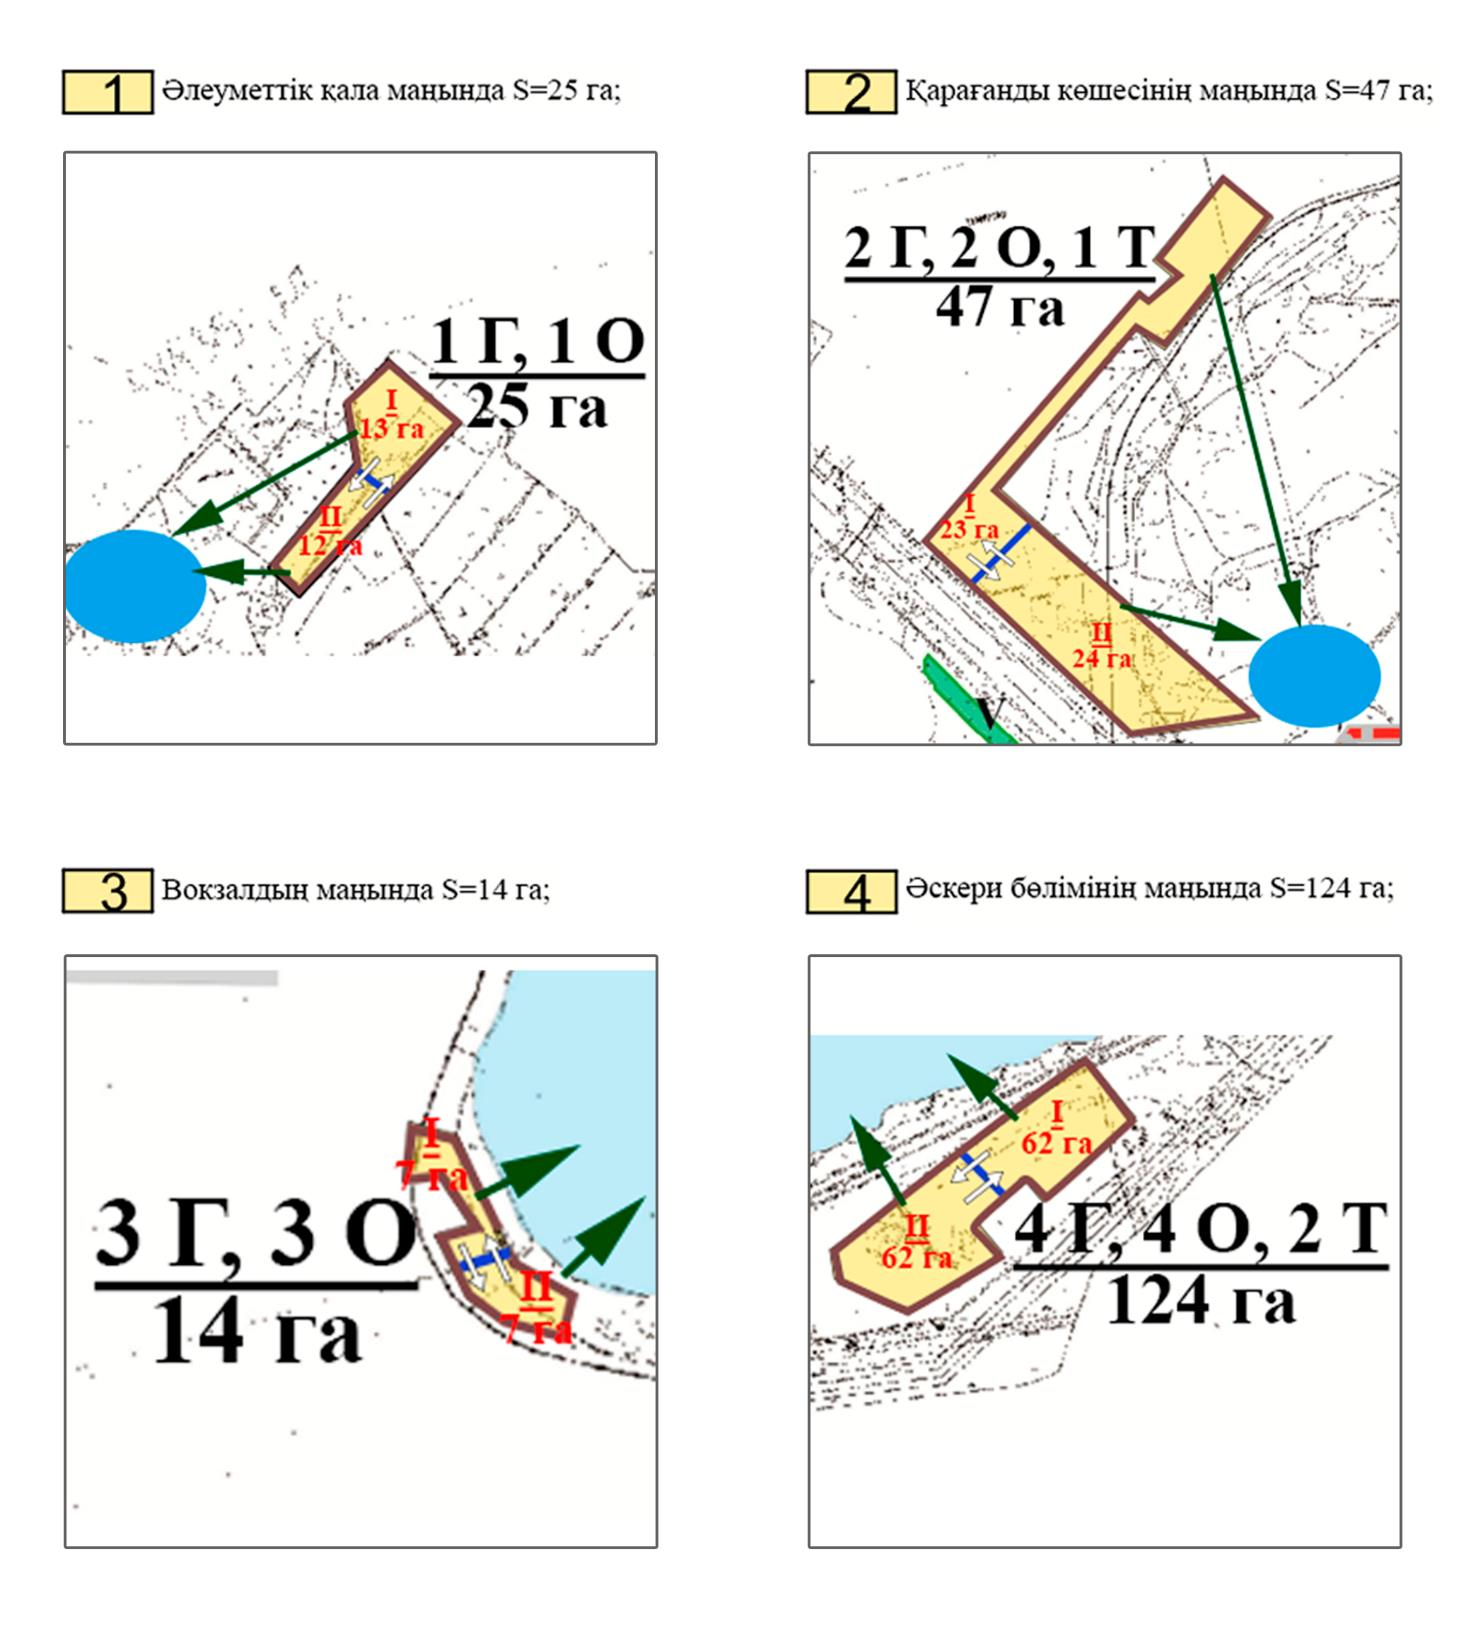 1 Әлеуметтік қала маңында S=25 га;
1 Г, 1 О
25 га
I
13 га
II
12 га
2 Қарағанды көшесінің маңында S=47 га;
2 Г, 2 О, 1 Т
47 га
I
23 га
II
24 га
V
3 Вокзалдың маңында S=14 га;
I
7 га
3 Г, 3 О
14 га
II
7 га
4 Әскери бөлімінің маңында S=124 га;
I
62 га
II
62 га
4 Г, 4 О, 2 Т
124 га